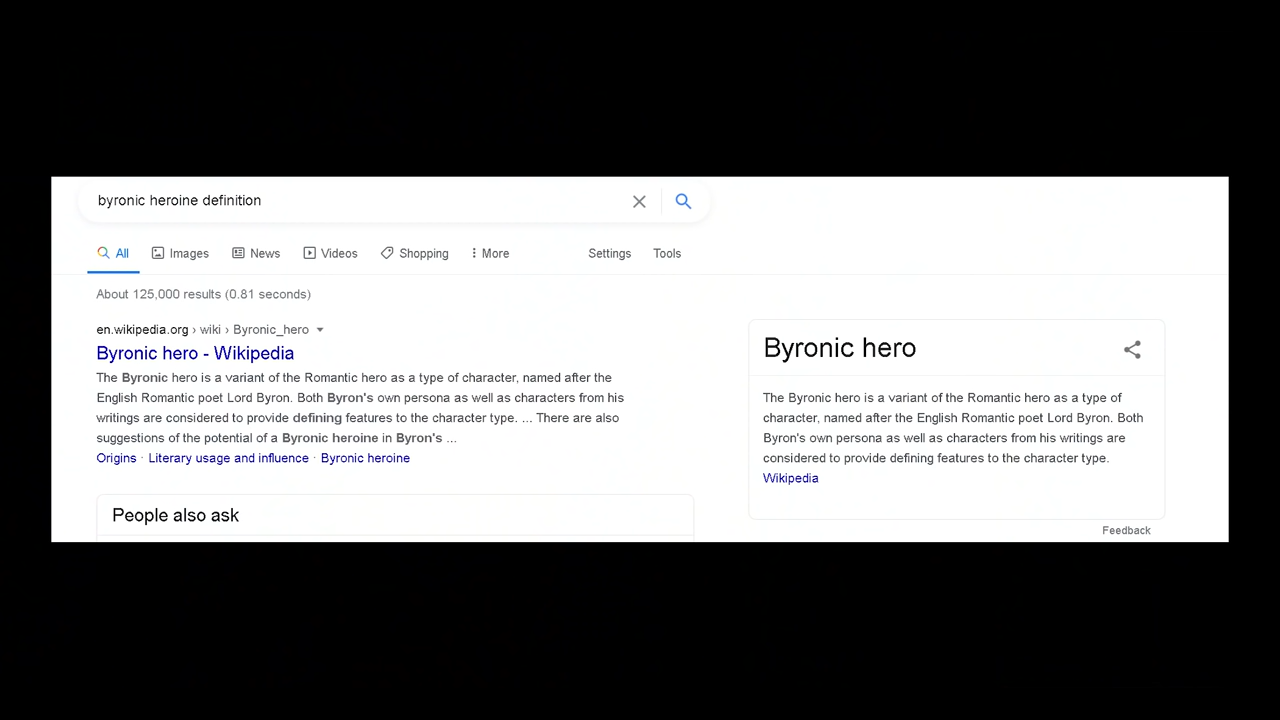 byronic heroine definition
All Images News Videos Shopping More Settings Tools
About 125,000 results (0.81 seconds)
en.wikipedia.org › wiki › Byronic_hero
Byronic hero - Wikipedia
The Byronic hero is a variant of the Romantic hero as a type of character, named after the
English Romantic poet Lord Byron. Both Byron's own persona as well as characters from his
writings are considered to provide defining features to the character type. ... There are also
suggestions of the potential of a Byronic heroine in Byron's ...
Origins · Literary usage and influence · Byronic heroine
People also ask
Byronic hero
The Byronic hero is a variant of the Romantic hero as a type of
character, named after the English Romantic poet Lord Byron. Both
Byron's own persona as well as characters from his writings are
considered to provide defining features to the character type.
Wikipedia
Feedback